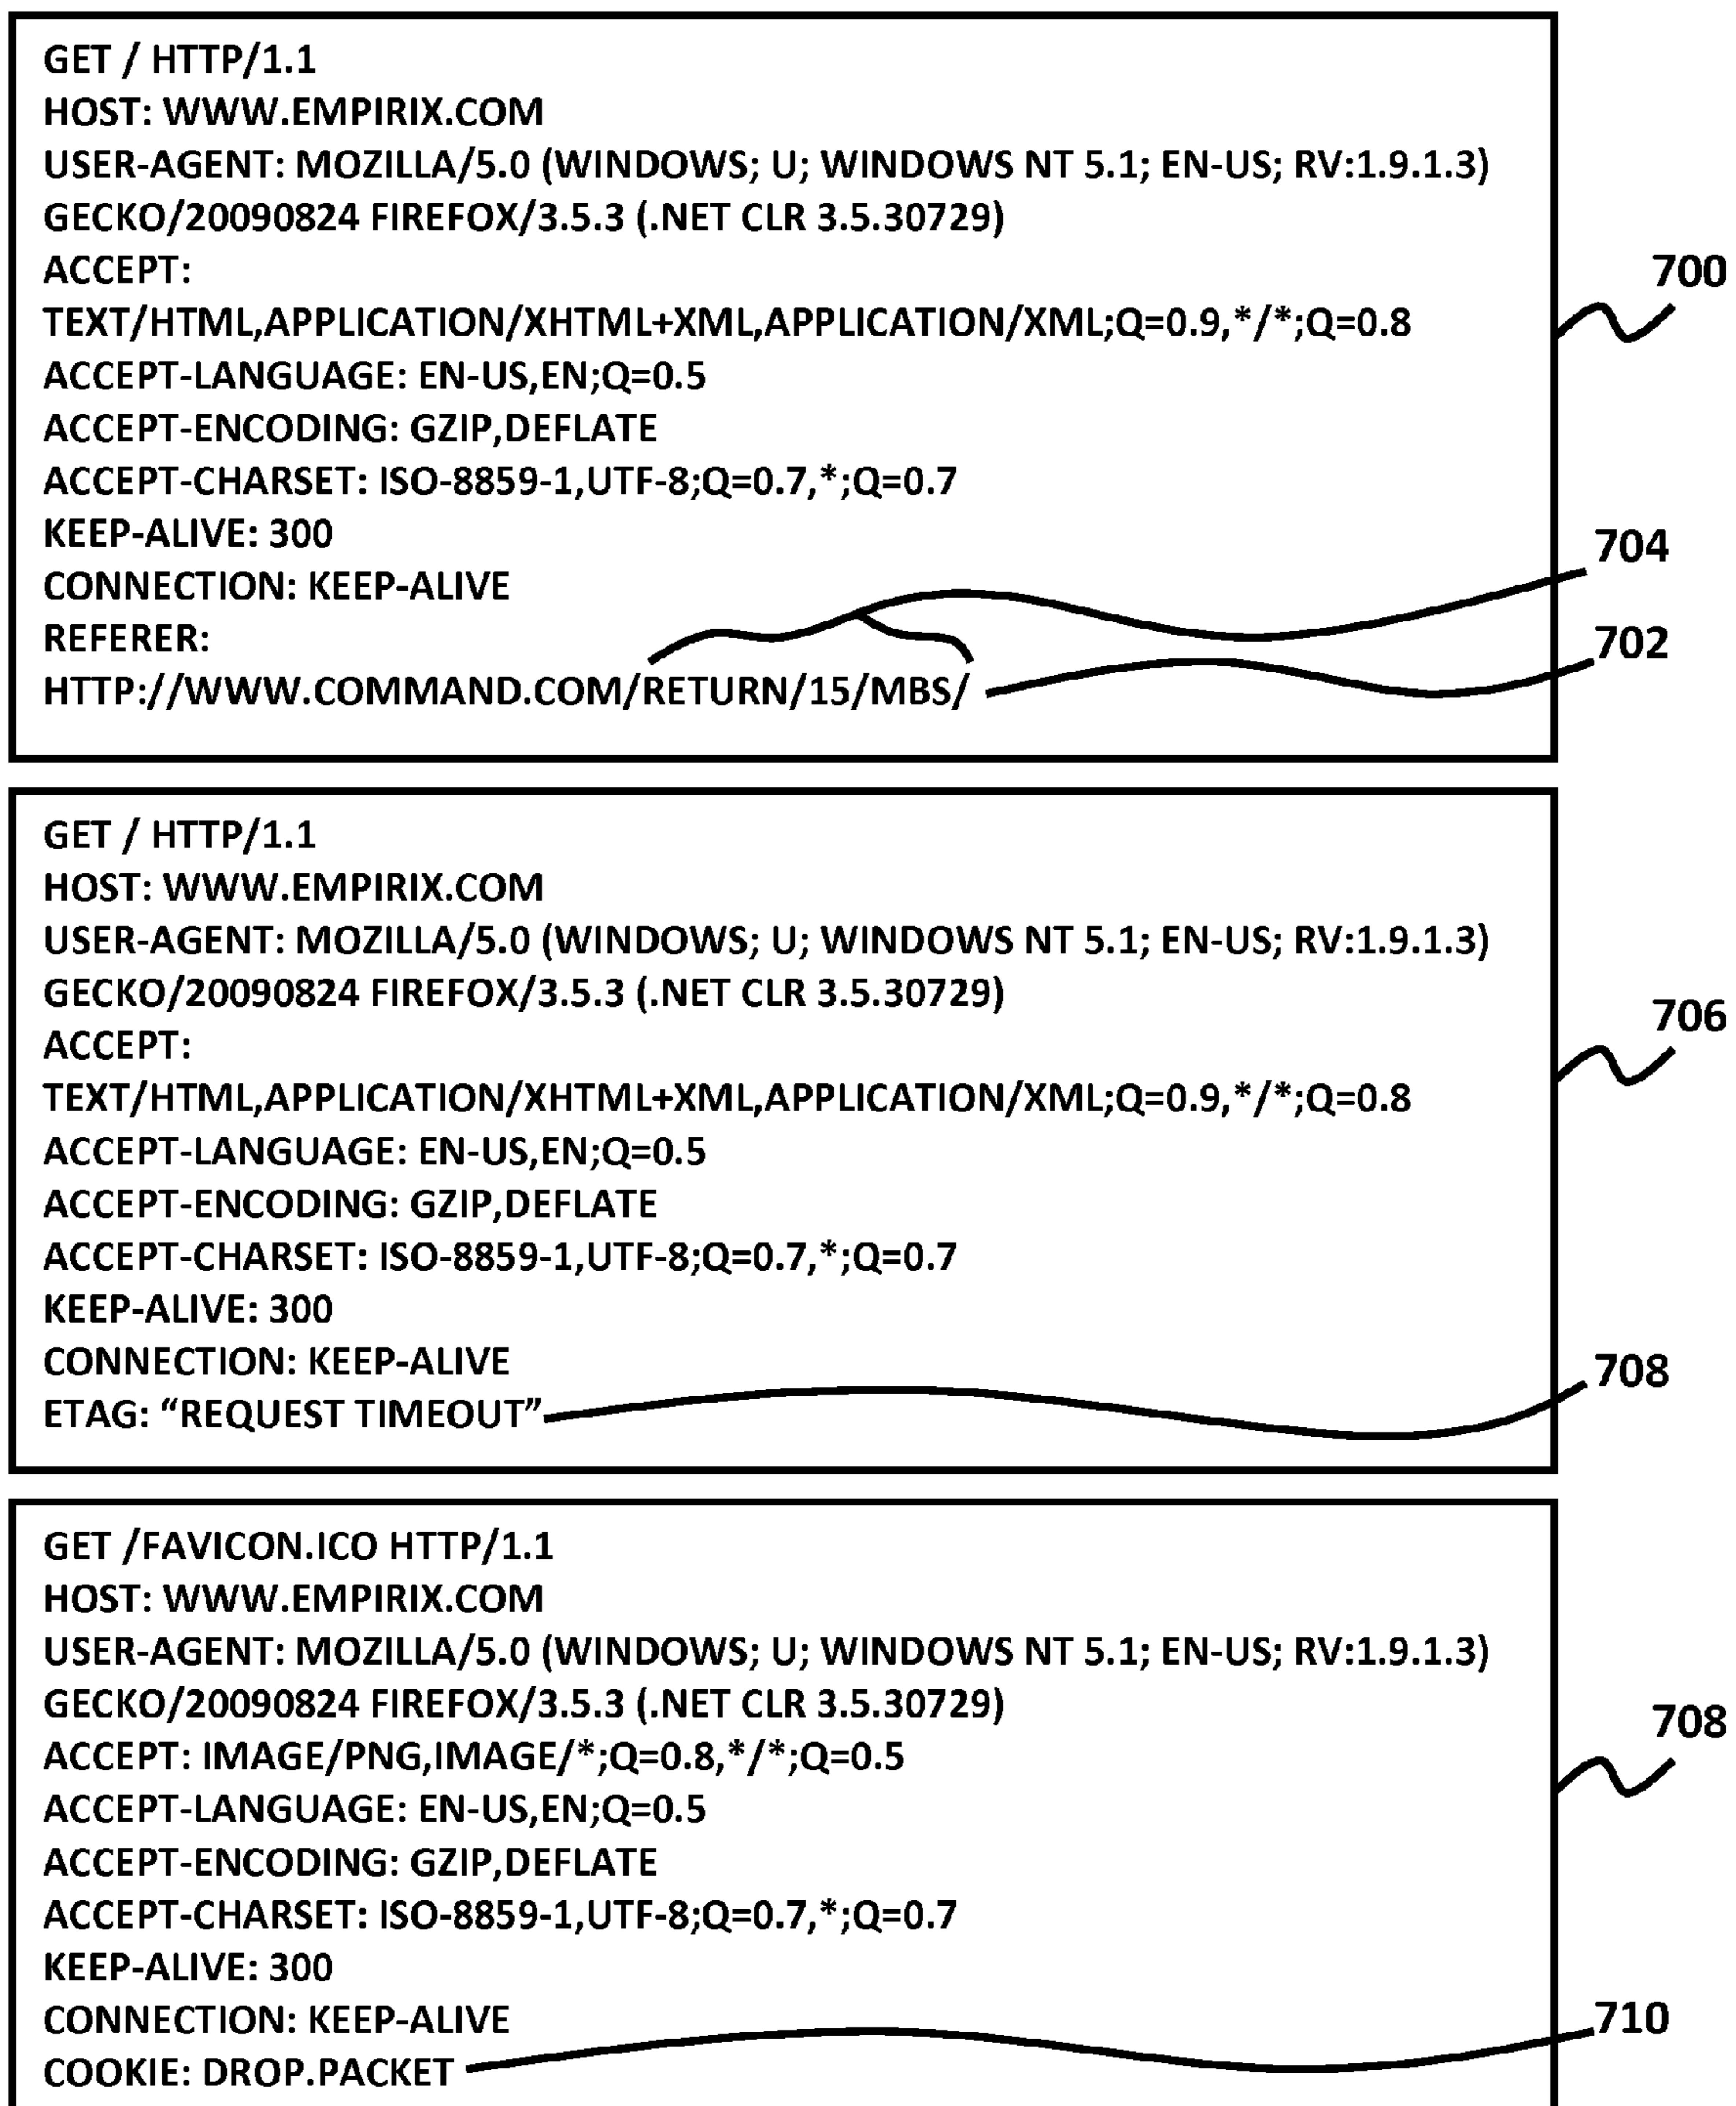 GET / HTTP/1.1
HOST: WWW.EMPIRIX.COM
USER-AGENT: MOZILLA/5.0 (WINDOWS; U; WINDOWS NT 5.1; EN-US; RV:1.9.1.3)
GECKO/20090824 FIREFOX/3.5.3 (.NET CLR 3.5.30729)
ACCEPT:
700
TEXT/HTML,APPLICATION/XHTML+XML,APPLICATION/XML;Q=0.9,*/*;Q=0.8
ACCEPT-LANGUAGE: EN-US,EN;Q=0.5
ACCEPT-ENCODING: GZIP,DEFLATE
ACCEPT-CHARSET: ISO-8859-1,UTF-8;Q=0.7,*;Q=0.7
KEEP-ALIVE: 300
704
CONNECTION: KEEP-ALIVE
REFERER:
702
HTTP://WWW.COMMAND.COM/RETURN/15/MBS/
GET / HTTP/1.1
HOST: WWW.EMPIRIX.COM
USER-AGENT: MOZILLA/5.0 (WINDOWS; U; WINDOWS NT 5.1; EN-US; RV:1.9.1.3)
GECKO/20090824 FIREFOX/3.5.3 (.NET CLR 3.5.30729)
706
ACCEPT:
TEXT/HTML,APPLICATION/XHTML+XML,APPLICATION/XML;Q=0.9,*/*;Q=0.8
ACCEPT-LANGUAGE: EN-US,EN;Q=0.5
ACCEPT-ENCODING: GZIP,DEFLATE
ACCEPT-CHARSET: ISO-8859-1,UTF-8;Q=0.7,*;Q=0.7
KEEP-ALIVE: 300
CONNECTION: KEEP-ALIVE
708
ETAG: “REQUEST TIMEOUT”
GET /FAVICON.ICO HTTP/1.1
HOST: WWW.EMPIRIX.COM
USER-AGENT: MOZILLA/5.0 (WINDOWS; U; WINDOWS NT 5.1; EN-US; RV:1.9.1.3)
GECKO/20090824 FIREFOX/3.5.3 (.NET CLR 3.5.30729)
708
ACCEPT: IMAGE/PNG,IMAGE/*;Q=0.8,*/*;Q=0.5
ACCEPT-LANGUAGE: EN-US,EN;Q=0.5
ACCEPT-ENCODING: GZIP,DEFLATE
ACCEPT-CHARSET: ISO-8859-1,UTF-8;Q=0.7,*;Q=0.7
KEEP-ALIVE: 300
CONNECTION: KEEP-ALIVE
710
COOKIE: DROP.PACKET